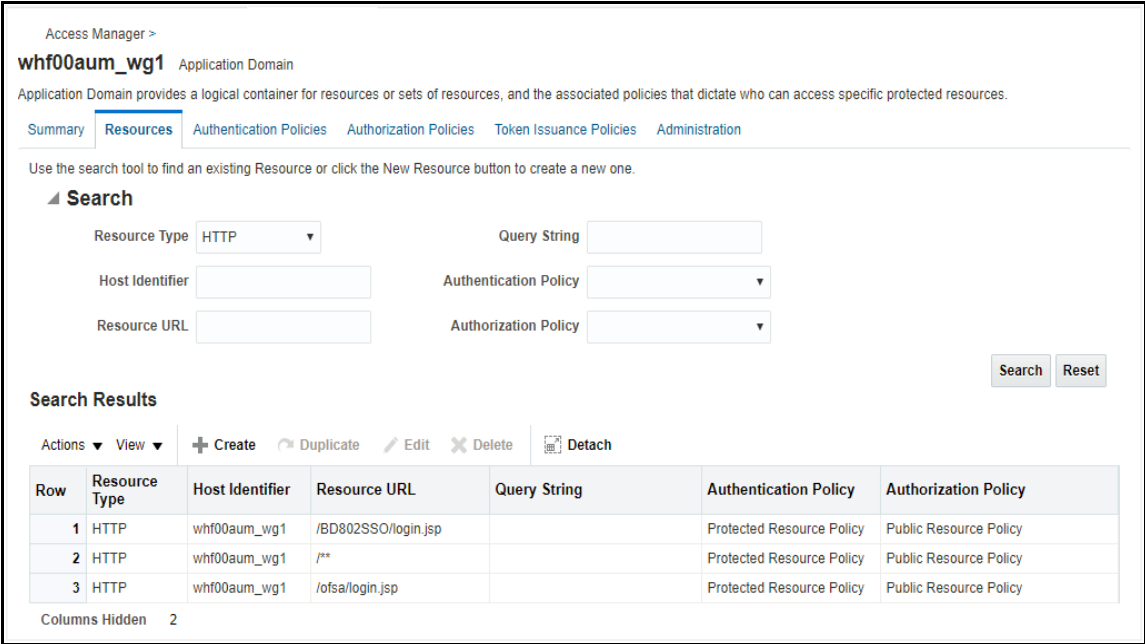 Access Manager >
whf00aum_wg1 Application Domain
Application Domain provides a logical container for resources or sets of resources, and the associated policies that dictate who can access specific protected resources.
Summary Resources Authentication Policies Authorization Policies Token Issuance Policies Administration
Use the search tool to find an existing Resource or click the New Resource button to create a new one.
Search
Resource Type HTTP Query String
Host Identifier Authentication Policy
Resource URL Authorization Policy
Search Reset
Search Results
Actions View Create Duplicate Edit Delete Detach
Row Resource Type Host Identifier Resource URL Query String Authentication Policy Authorization Policy
1 HTTP whf00aum_wg1 /BD802SSO/login.jsp Protected Resource Policy Public Resource Policy
2 HTTP whf00aum_wg1 /** Protected Resource Policy Public Resource Policy
3 HTTP whf00aum_wg1 /ofsa/login.jsp Protected Resource Policy Public Resource Policy
Columns Hidden 2